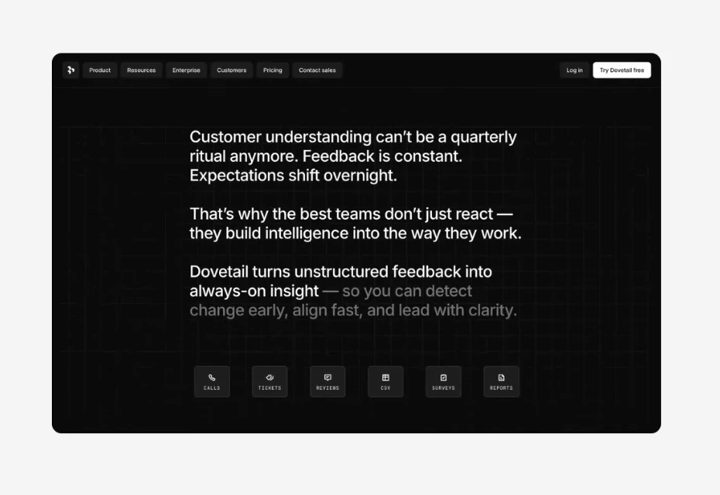 Product Resources Enterprise Customers Pricing Contact sales Log in Try Dovetail free
Customer understanding can’t be a quarterly
ritual anymore. Feedback is constant.
Expectations shift overnight.
That’s why the best teams don’t just react —
they build intelligence into the way they work.
Dovetail turns unstructured feedback into
always-on insight — so you can detect
change early, align fast, and lead with clarity.
CALLS TICKETS REVIEWS CSV SURVEYS REPORTS